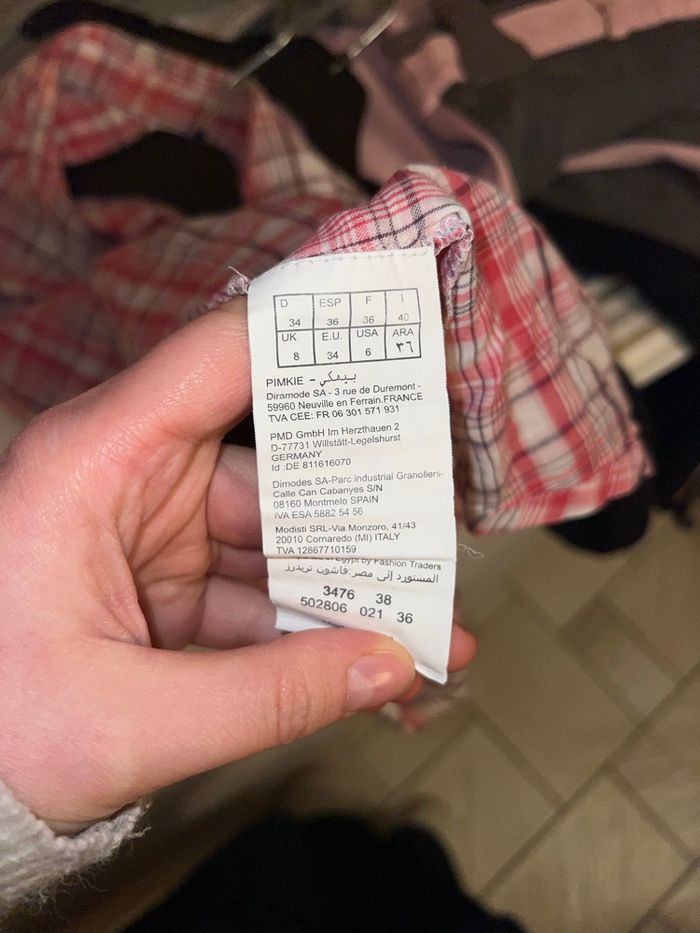 D ESP F I
34 36 36 40
UK E.U. USA ARA
8 34 6 ٣٦
PIMKIE - بيمكي
Diramode SA - 3 rue de Duremont -
59960 Neuville en Ferrain.FRANCE
TVA CEE: FR 06 301 571 931
PMD GmbH Im Herzthauen 2
D-77731 Willstätt-Legelshurst
GERMANY
Id :DE 811616070
Dimodes SA-Parc industrial Granollers-
Calle Can Cabanyes S/N
08160 Montmelo SPAIN
IVA ESA 5882 54 56
Modisti SRL-Via Monzoro, 41/43
20010 Cornaredo (MI) ITALY
TVA 12867710159
Egypt by Fashion Traders
المستورد إلى مصر:فاشون تريدرز
3476 38
502806 021 36